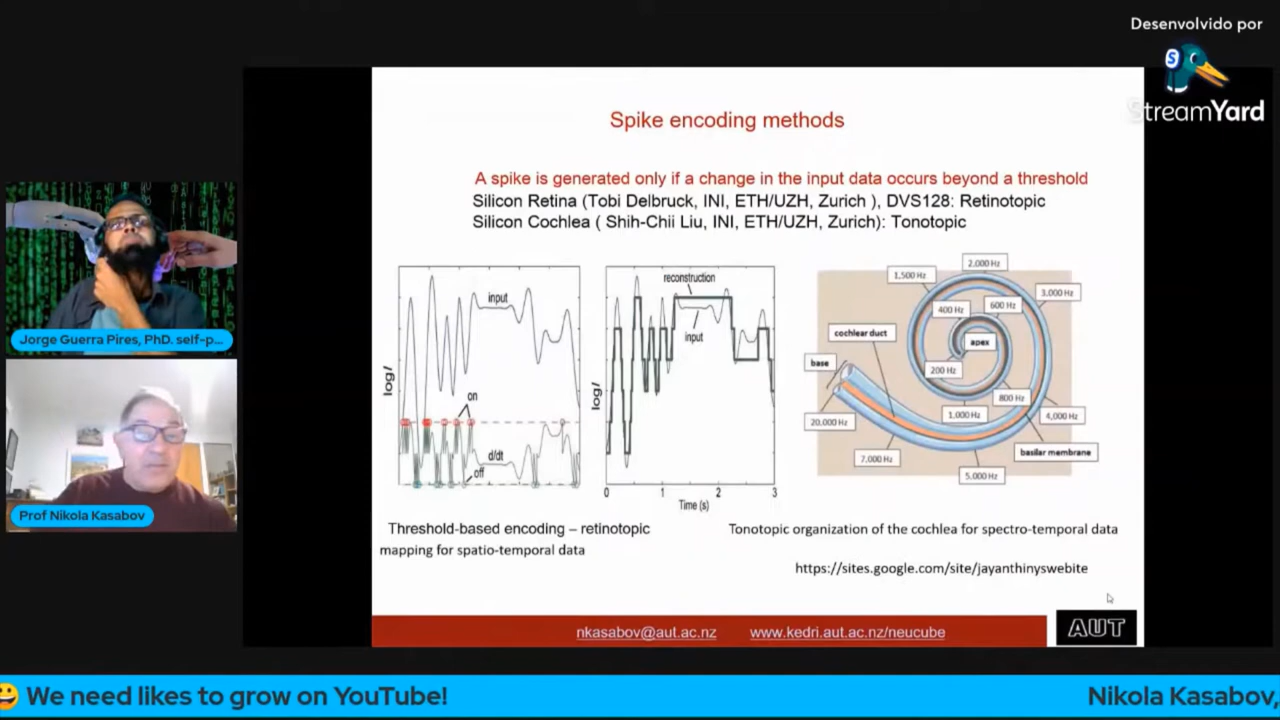 Desenvolvido por
StreamYard
Spike encoding methods
A spike is generated only if a change in the input data occurs beyond a threshold
Silicon Retina (Tobi Delbruck, INI, ETH/UZH, Zurich ), DVS128: Retinotopic
Silicon Cochlea ( Shih-Chii Liu, INI, ETH/UZH, Zurich): Tonotopic
input
on
d/dt
off
log I
reconstruction
input
log I
0
1
2
3
Time (s)
2,000 Hz
1,500 Hz
3,000 Hz
400 Hz
600 Hz
cochlear duct
apex
base
200 Hz
800 Hz
1,000 Hz
4,000 Hz
20,000 Hz
basilar membrane
7,000 Hz
5,000 Hz
Threshold-based encoding – retinotopic
mapping for spatio-temporal data
Tonotopic organization of the cochlea for spectro-temporal data
https://sites.google.com/site/jayanthinyswebite
nkasabov@aut.ac.nz www.kedri.aut.ac.nz/neucube
AUT
Jorge Guerra Pires, PhD. self-p...
Prof Nikola Kasabov
😀 We need likes to grow on YouTube!
Nikola Kasabov,